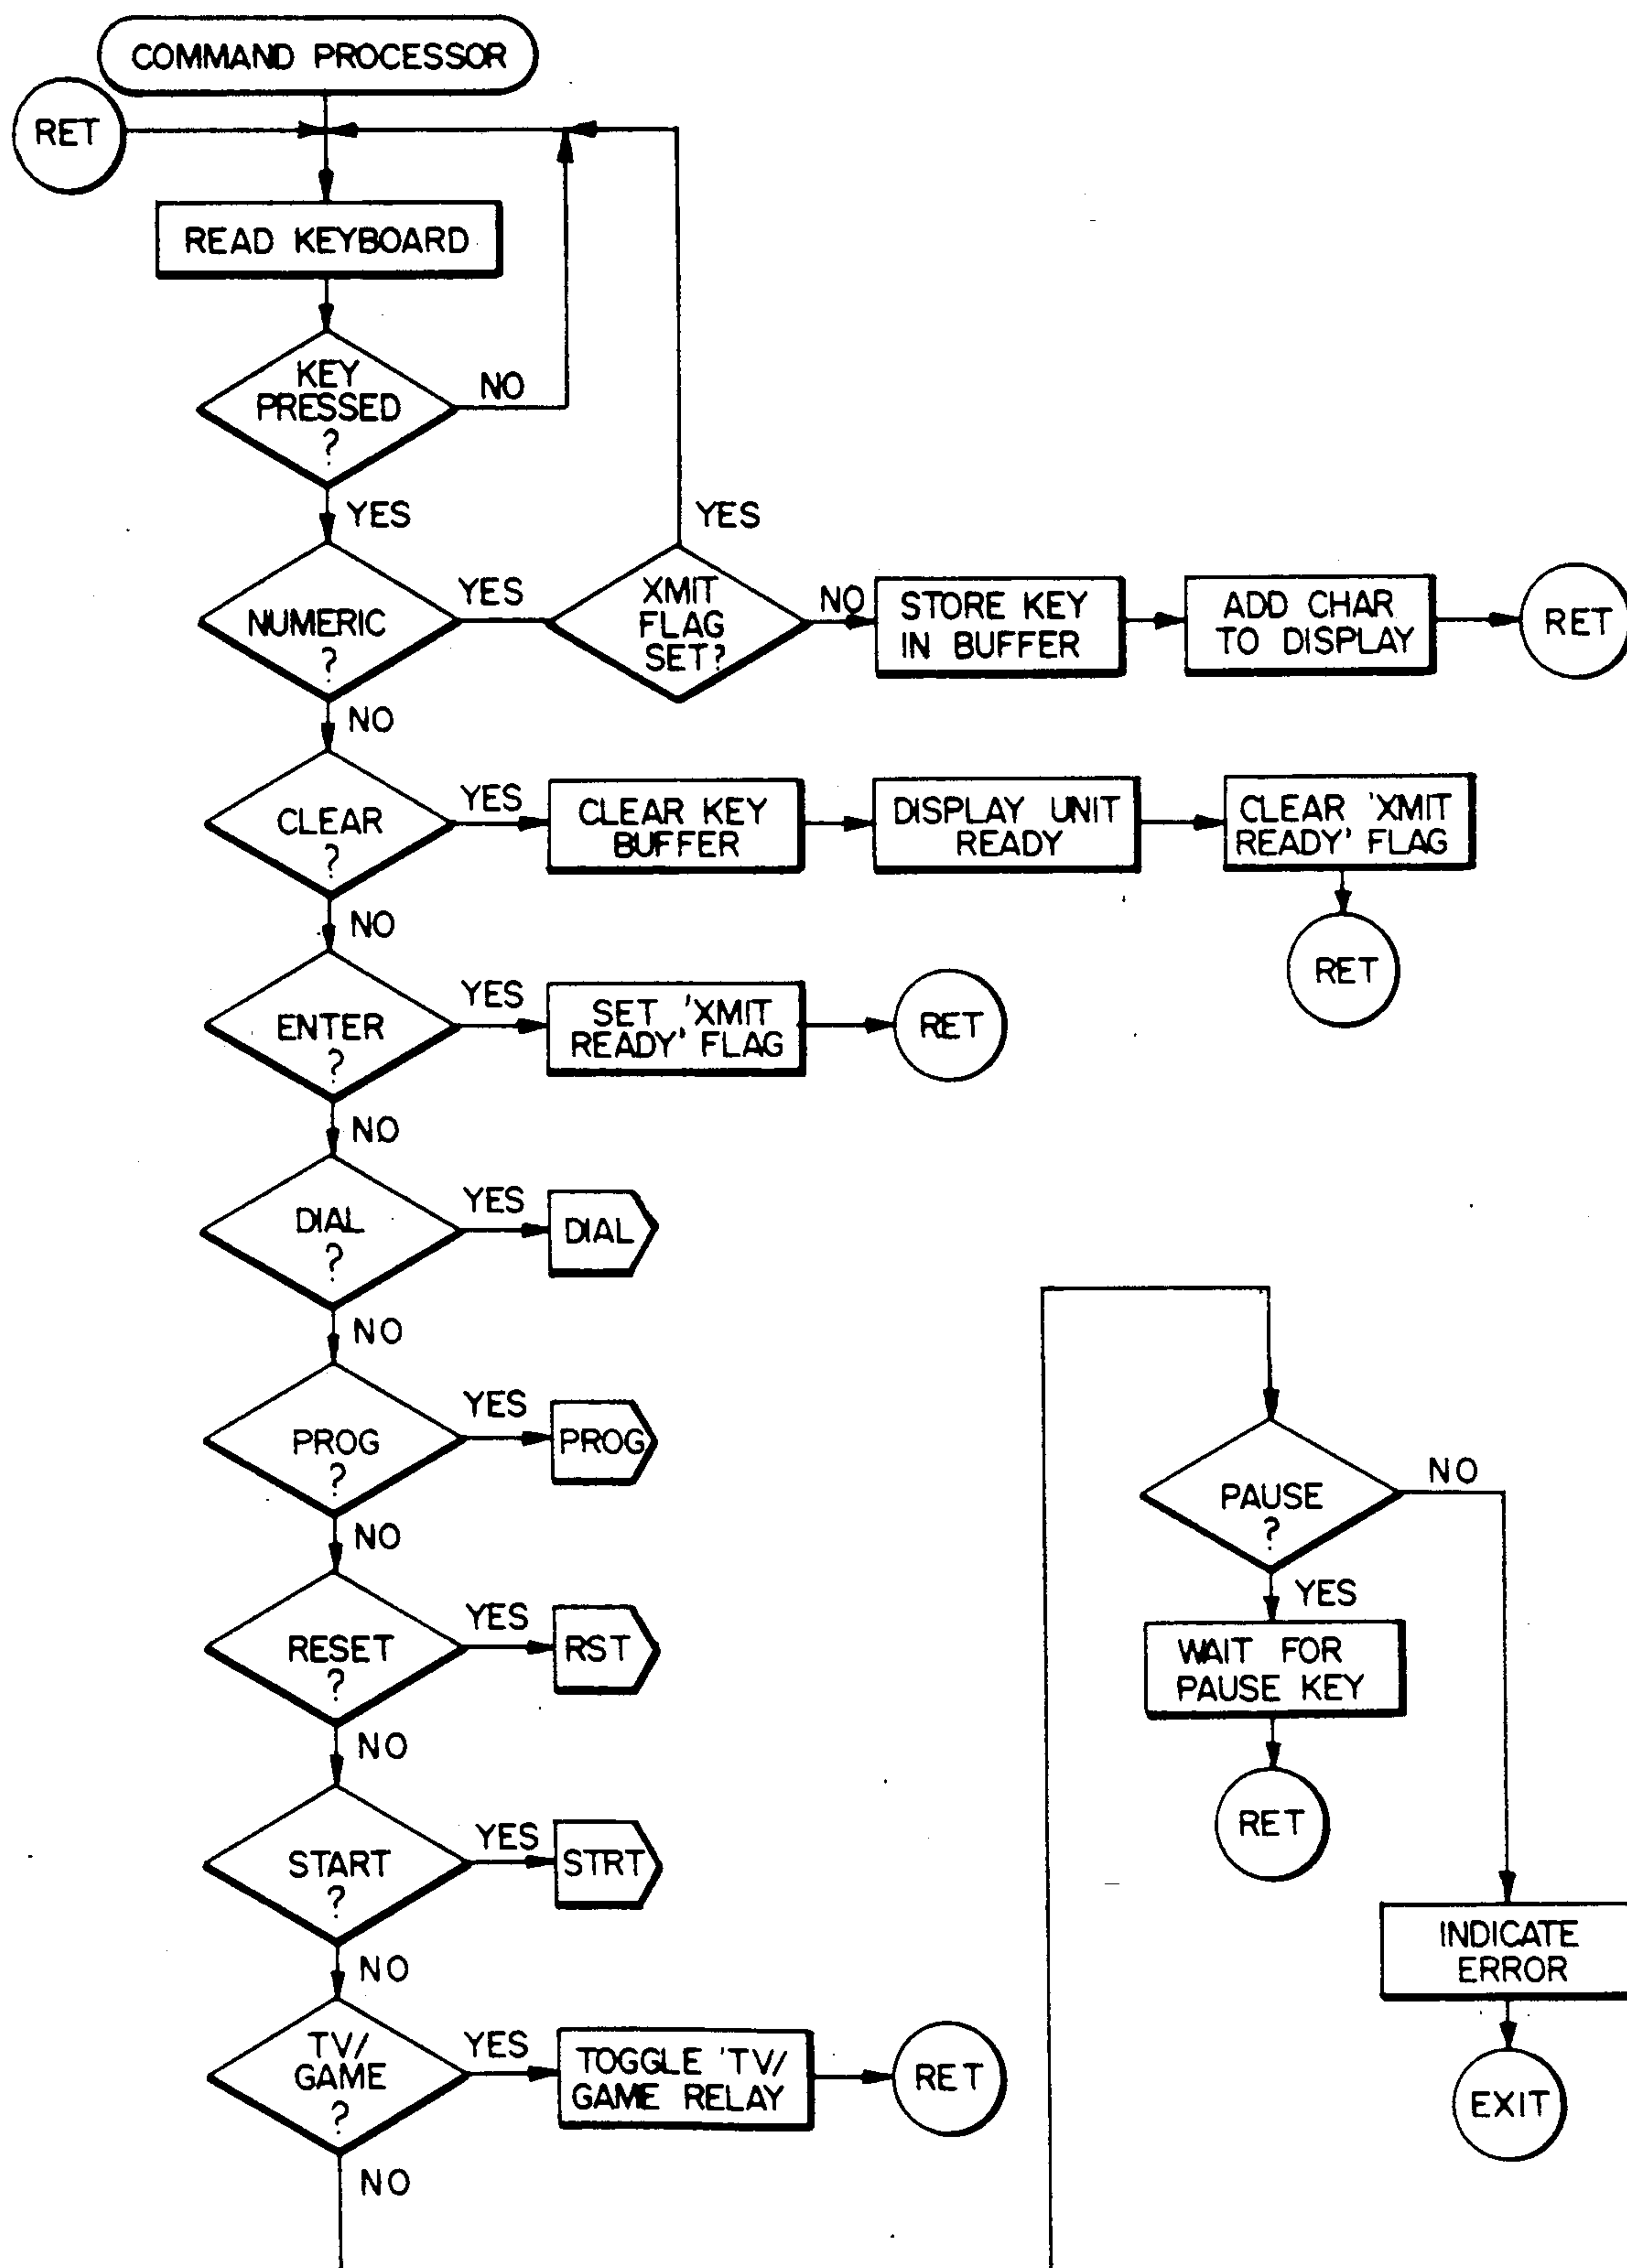 COMMAND PROCESSOR
RET
READ KEYBOARD
KEY
PRESSED
?
NO
YES
YES
NUMERIC
?
YES
XMIT
FLAG
SET?
NO
STORE KEY
IN BUFFER
ADD CHAR
TO DISPLAY
RET
NO
CLEAR
?
YES
CLEAR KEY
BUFFER
DISPLAY UNIT
READY
CLEAR 'XMIT
READY' FLAG
RET
NO
ENTER
?
YES
SET 'XMIT
READY' FLAG
RET
NO
DIAL
?
YES
DIAL
NO
PROG
?
YES
PROG
NO
RESET
?
YES
RST
NO
START
?
YES
STRT
NO
TV/
GAME
?
YES
TOGGLE 'TV/
GAME RELAY
RET
NO
PAUSE
?
NO
YES
WAIT FOR
PAUSE KEY
RET
INDICATE
ERROR
EXIT